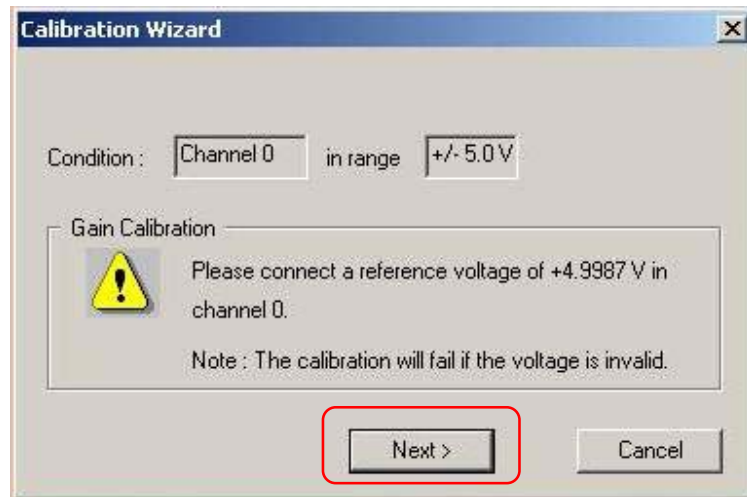 Calibration Wizard
Condition : Channel 0 in range +/- 5.0 V
Gain Calibration
Please connect a reference voltage of +4.9987 V in
channel 0.
Note : The calibration will fail if the voltage is invalid.
Next > Cancel